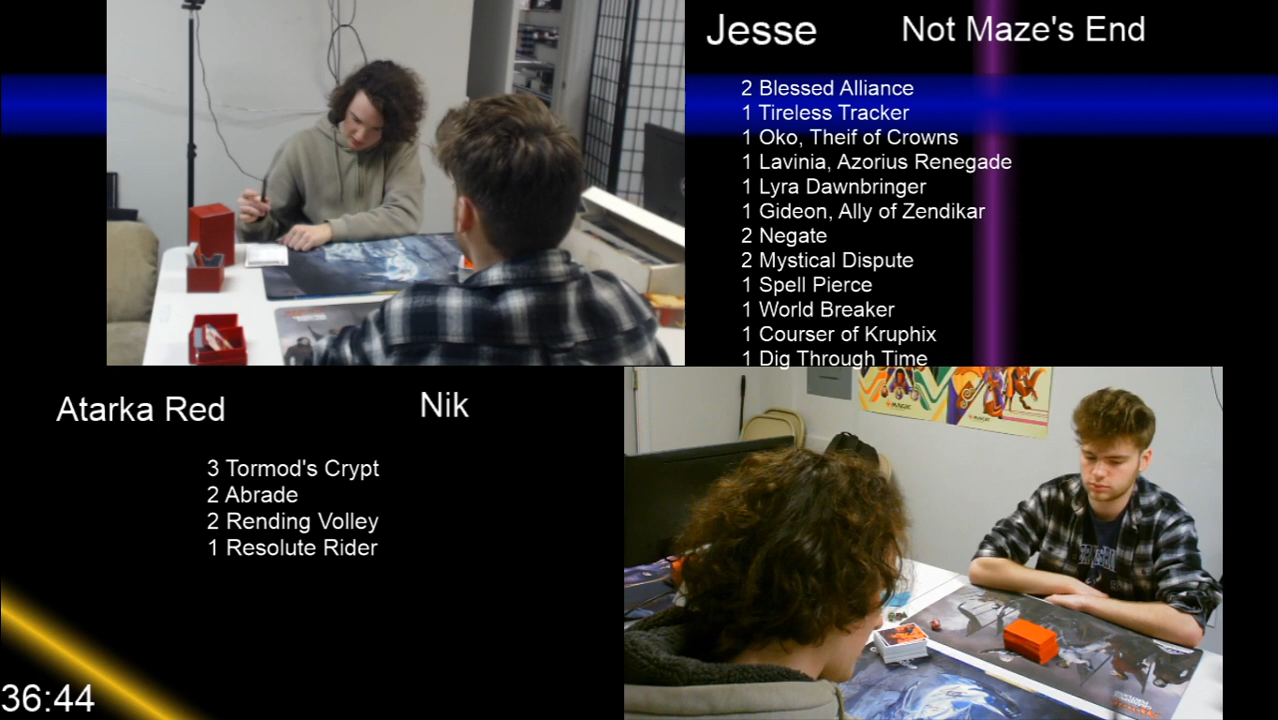 Jesse
Not Maze's End
2 Blessed Alliance
1 Tireless Tracker
1 Oko, Theif of Crowns
1 Lavinia, Azorius Renegade
1 Lyra Dawnbringer
1 Gideon, Ally of Zendikar
2 Negate
2 Mystical Dispute
1 Spell Pierce
1 World Breaker
1 Courser of Kruphix
1 Dig Through Time
Atarka Red
Nik
3 Tormod's Crypt
2 Abrade
2 Rending Volley
1 Resolute Rider
36:44